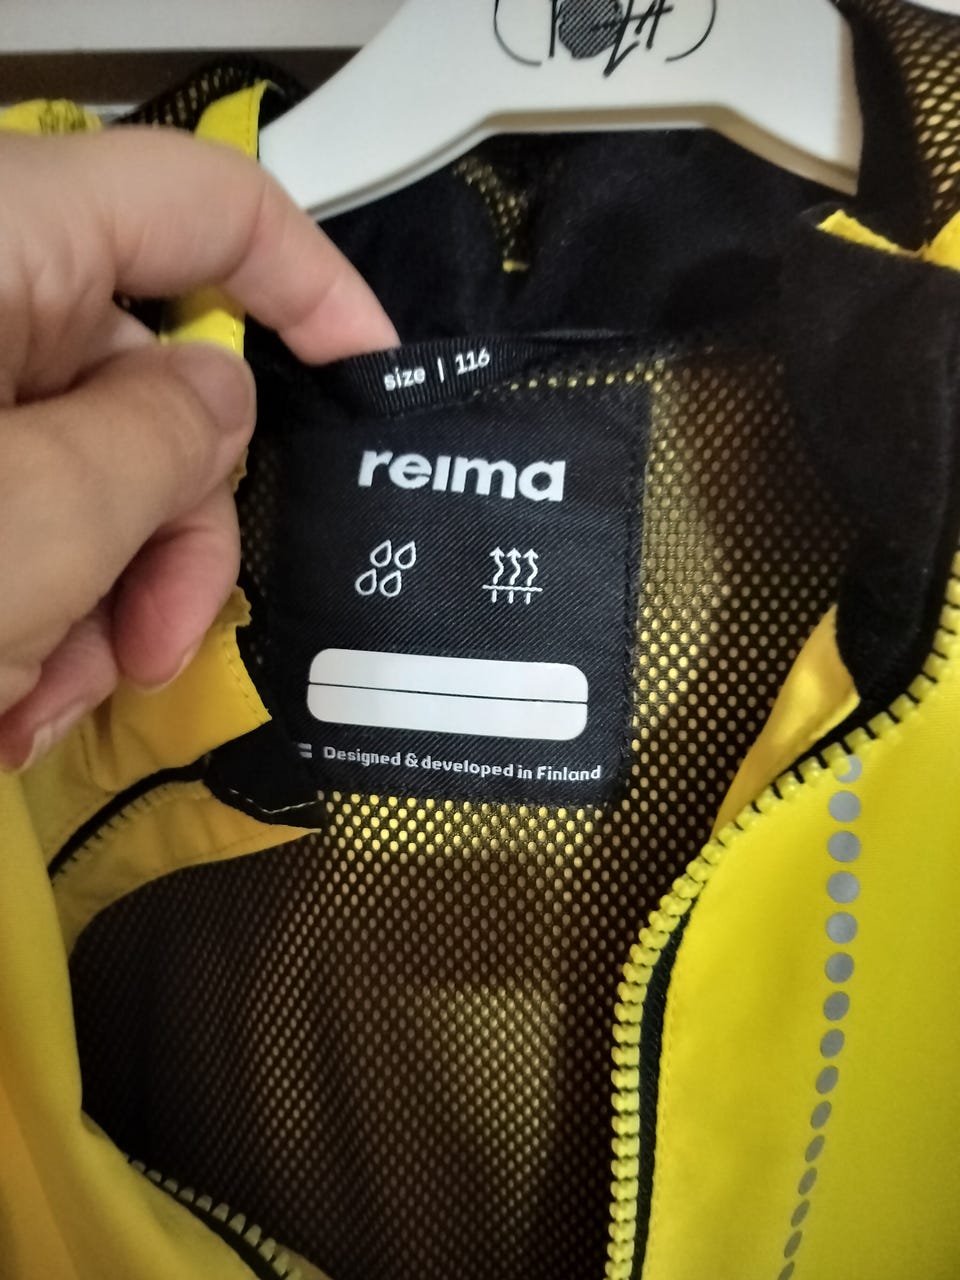 size | 116
reima
Designed & developed in Finland